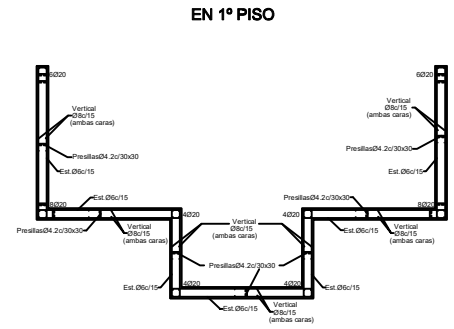 EN 1º PISO
6Ø20
6Ø20
Vertical
Ø8c/15
(ambas caras)
Vertical
Ø8c/15
(ambas caras)
PresillasØ4.2c/30x30
PresillasØ4.2c/30x30
Est.Ø6c/15
Est.Ø6c/15
Est.Ø6c/15
PresillasØ4.2c/30x30
8Ø20
8Ø20
4Ø20
4Ø20
Vertical
Ø8c/15
(ambas caras)
PresillasØ4.2c/30x30
Vertical
Ø8c/15
(ambas caras)
Est.Ø6c/15
Vertical
Ø8c/15
(ambas caras)
PresillasØ4.2c/30x30
4Ø20
4Ø20
Est.Ø6c/15
Est.Ø6c/15
Est.Ø6c/15
Vertical
Ø8c/15
(ambas caras)